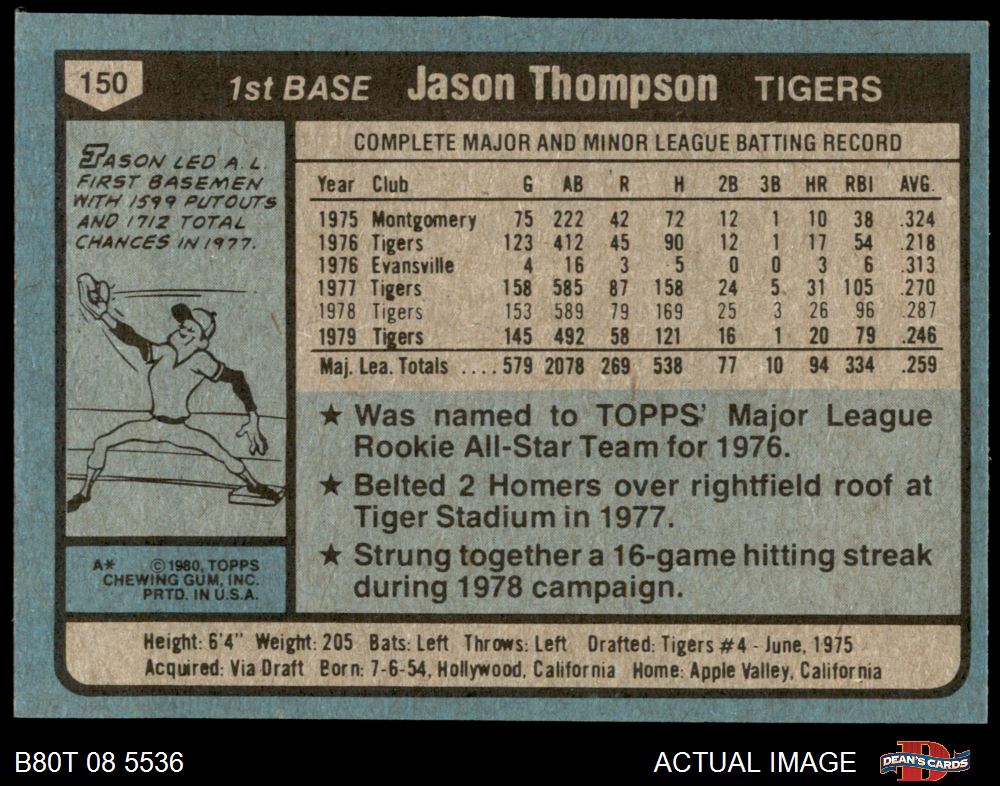 150
1st BASE Jason Thompson TIGERS
JASON LED A.L.
FIRST BASEMEN
WITH 1599 PUTOUTS
AND 1712 TOTAL
CHANCES IN 1977.
COMPLETE MAJOR AND MINOR LEAGUE BATTING RECORD
Year Club G AB R H 2B 3B HR RBI AVG.
1975 Montgomery 75 222 42 72 12 1 10 38 .324
1976 Tigers 123 412 45 90 12 1 17 54 .218
1976 Evansville 4 16 3 5 0 0 3 6 .313
1977 Tigers 158 585 87 158 24 5 31 105 .270
1978 Tigers 153 589 79 169 25 3 26 96 .287
1979 Tigers 145 492 58 121 16 1 20 79 .246
Maj. Lea. Totals .... 579 2078 269 538 77 10 94 334 .259
★ Was named to TOPPS' Major League
Rookie All-Star Team for 1976.
★ Belted 2 Homers over rightfield roof at
Tiger Stadium in 1977.
★ Strung together a 16-game hitting streak
during 1978 campaign.
A* ©1980, TOPPS
CHEWING GUM, INC.
PRTD. IN U.S.A.
Height: 6'4" Weight: 205 Bats: Left Throws: Left Drafted: Tigers #4 - June, 1975
Acquired: Via Draft Born: 7-6-54, Hollywood, California Home: Apple Valley, California
B80T 08 5536 ACTUAL IMAGE
D
DEAN'S CARDS